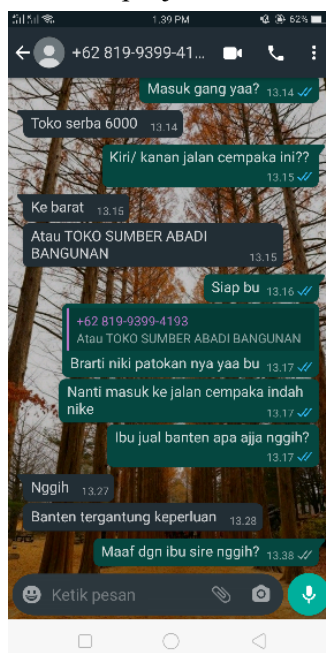 1.39 PM 62%
+62 819-9399-41...
Masuk gang yaa? 13.14
Toko serba 6000 13.14
Kiri/ kanan jalan cempaka ini??
13.15
Ke barat 13.15
Atau TOKO SUMBER ABADI
BANGUNAN 13.15
Siap bu 13.16
+62 819-9399-4193
Atau TOKO SUMBER ABADI BANGUNAN
Brarti niki patokan nya yaa bu 13.17
Nanti masuk ke jalan cempaka indah
nike 13.17
Ibu jual banten apa ajja nggih?
13.17
Nggih 13.27
Banten tergantung keperluan 13.28
Maaf dgn ibu sire nggih? 13.38
Ketik pesan